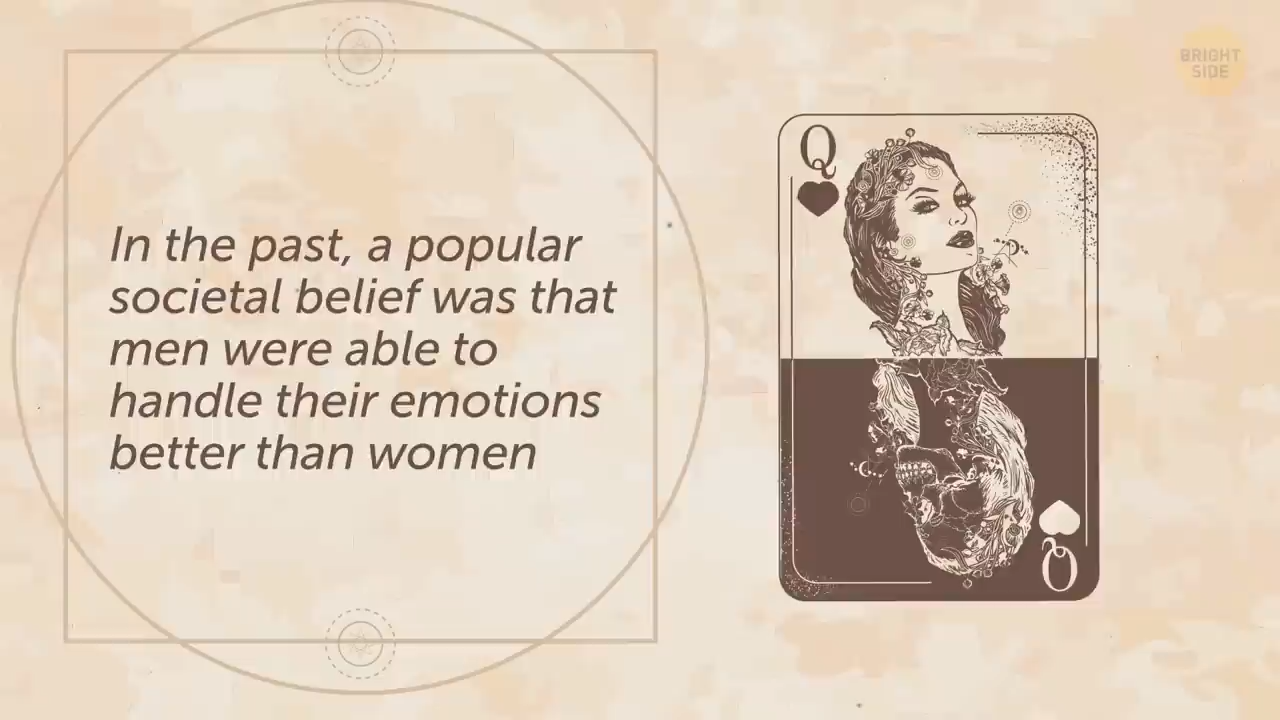 In the past, a popular
societal belief was that
men were able to
handle their emotions
better than women
BRIGHT
SIDE
Q
Q